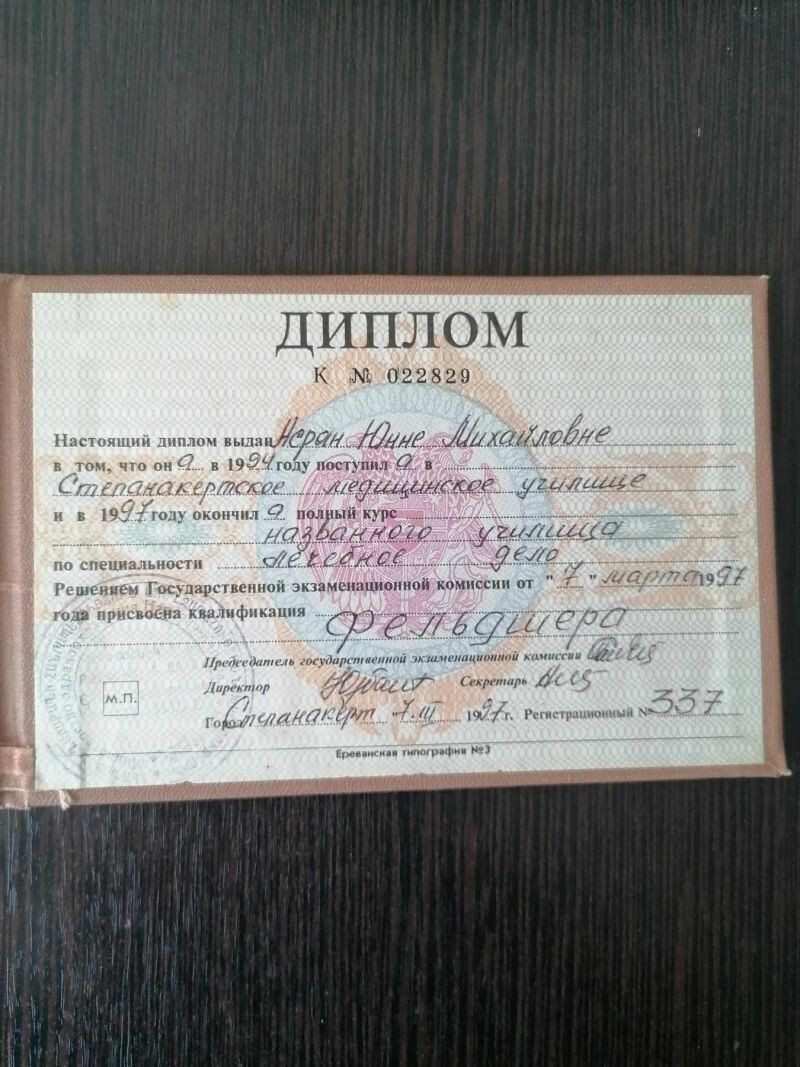 ДИПЛОМ
К № 022829
Настоящий диплом выдан Исрян Юнне Михайловне
в том, что он а в 1994 году поступил а в
Степанакертское медицинское училище
и в 1997 году окончил а полный курс
названного училища
по специальности лечебное дело
Решением Государственной экзаменационной комиссии от "7" марта 1997
года присвоена квалификация
фельдшера
Председатель государственной экзаменационной комиссии
Директор Секретарь
М.П.
Город Степанакерт 7.III 1997 г. Регистрационный № 337
Ереванская типография №3